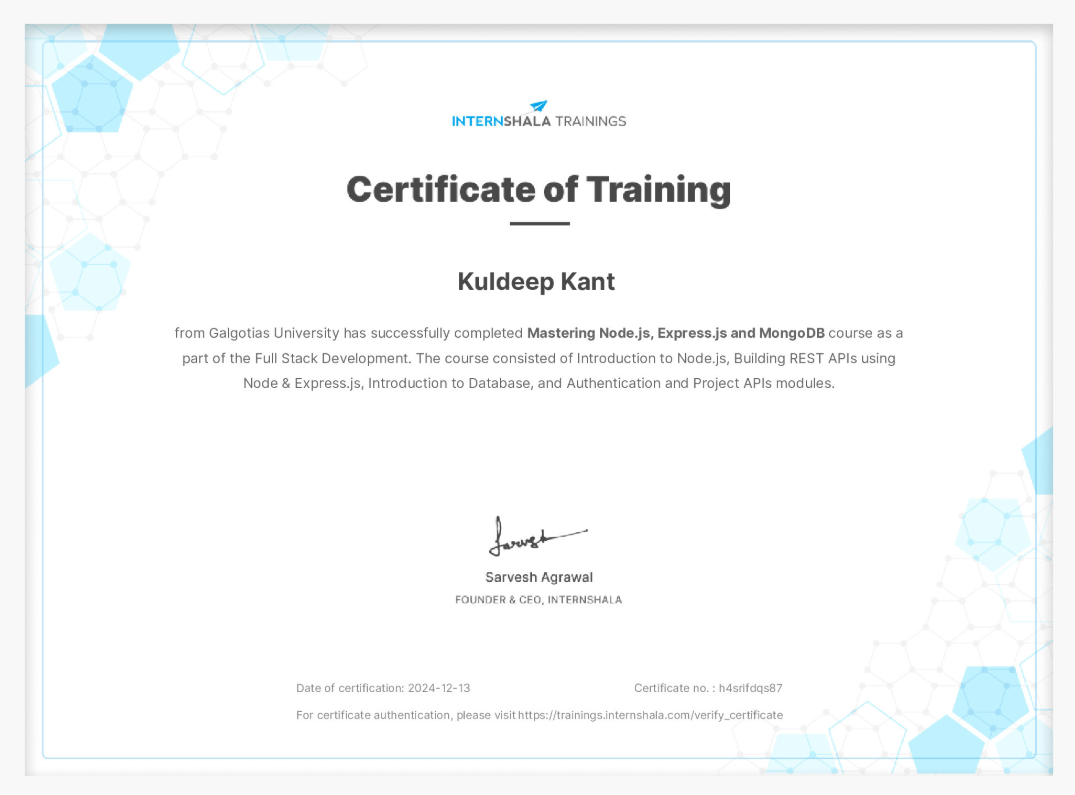 INTERNSHALA TRAININGS
Certificate of Training
Kuldeep Kant
from Galgotias University has successfully completed Mastering Node.js, Express.js and MongoDB course as a
part of the Full Stack Development. The course consisted of Introduction to Node.js, Building REST APIs using
Node & Express.js, Introduction to Database, and Authentication and Project APIs modules.
Sarvesh Agrawal
FOUNDER & CEO, INTERNSHALA
Date of certification: 2024-12-13 Certificate no. : h4srifdqs87
For certificate authentication, please visit https://trainings.internshala.com/verify_certificate